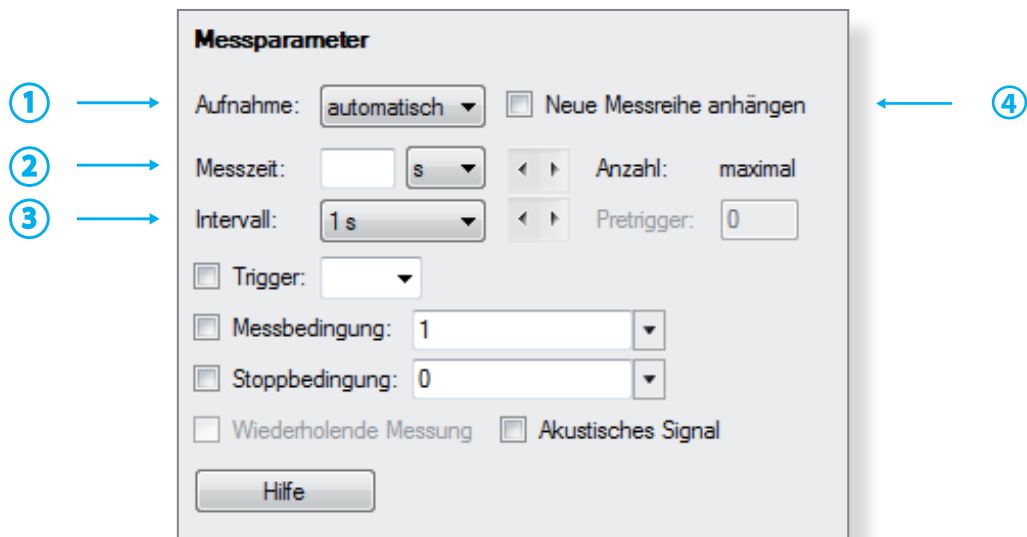 Messparameter
① Aufnahme: automatisch Neue Messreihe anhängen ④
② Messzeit: s Anzahl: maximal
③ Intervall: 1 s Pretrigger: 0
Trigger:
Messbedingung: 1
Stoppbedingung: 0
Wiederholende Messung Akustisches Signal
Hilfe